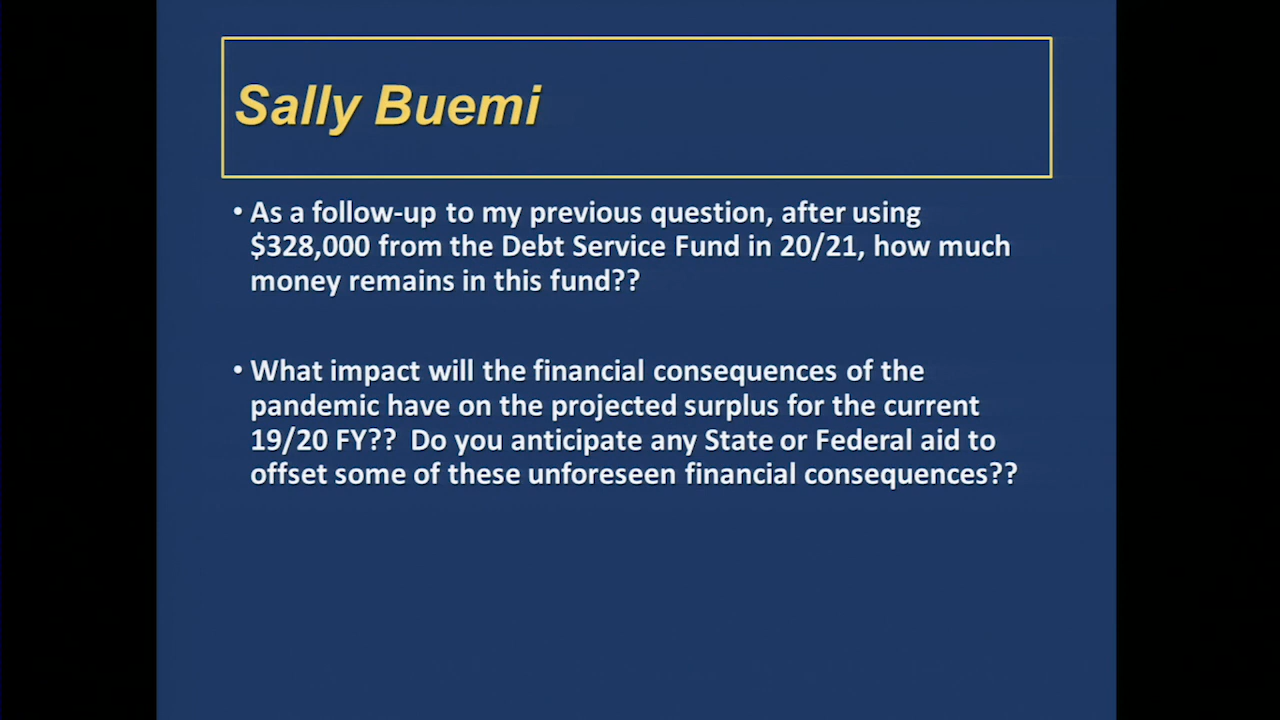 Sally Buemi
• As a follow-up to my previous question, after using
$328,000 from the Debt Service Fund in 20/21, how much
money remains in this fund??
• What impact will the financial consequences of the
pandemic have on the projected surplus for the current
19/20 FY?? Do you anticipate any State or Federal aid to
offset some of these unforeseen financial consequences??